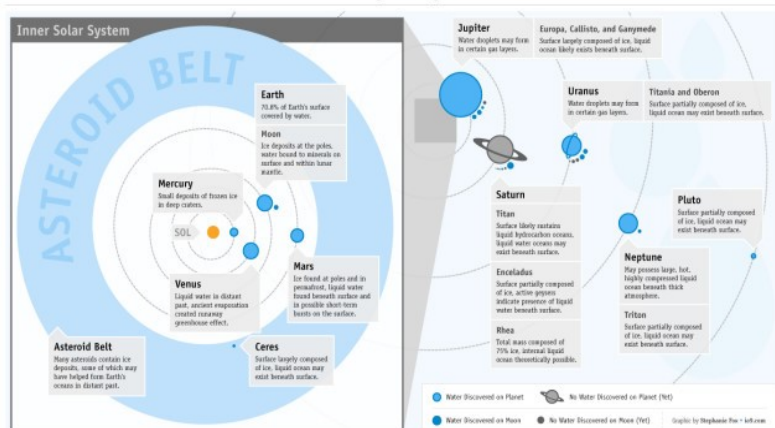 Inner Solar System
ASTEROID BELT
Earth
70.8% of Earth's surface
covered by water.
Moon
Ice deposits at the poles,
water bound to minerals on
surface and within lunar
mantle.
Mercury
Small deposits of frozen ice
in deep craters.
SOL
Venus
Liquid water in distant
past, ancient evaporation
created runaway
greenhouse effect.
Mars
Ice found at poles and in
permafrost, liquid water
found beneath surface and
in possible short-term
bursts on the surface.
Asteroid Belt
Many asteroids contain ice
deposits, some of which may
have helped form Earth's
oceans in distant past.
Ceres
Surface largely composed
of ice, liquid ocean may
exist beneath surface.
Jupiter
Water droplets may form
in certain gas layers.
Europa, Callisto, and Ganymede
Surface largely composed of ice, liquid
ocean likely exists beneath surface.
Uranus
Water droplets may form
in certain gas layers.
Titania and Oberon
Surface partially composed of ice,
liquid ocean may exist beneath surface.
Saturn
Titan
Surface likely sustains
liquid hydrocarbon oceans,
liquid water oceans may
exist beneath surface.
Enceladus
Surface partially composed
of ice, active geysers
indicate presence of liquid
water beneath surface.
Rhea
Total mass composed of
75% ice, internal liquid
ocean theoretically possible.
Pluto
Surface partially composed
of ice, liquid ocean may
exist beneath surface.
Neptune
May possess large, hot,
highly compressed liquid
ocean beneath thick
atmosphere.
Triton
Surface partially composed
of ice, liquid ocean may
exist beneath surface.
Water Discovered on Planet
No Water Discovered on Planet (Yet)
Water Discovered on Moon
No Water Discovered on Moon (Yet)
Graphic by Stephanie Fox • io9.com